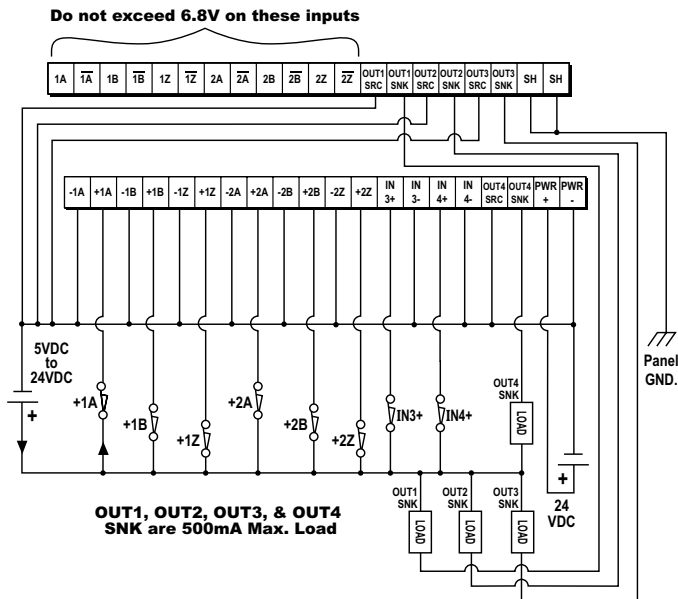 Do not exceed 6.8V on these inputs
1A 1A̅ 1B 1B̅ 1Z 1Z̅ 2A 2A̅ 2B 2B̅ 2Z 2Z̅ OUT1 SRC OUT1 SNK OUT2 SRC OUT2 SNK OUT3 SRC OUT3 SNK SH SH
-1A +1A -1B +1B -1Z +1Z -2A +2A -2B +2B -2Z +2Z IN 3+ IN 3- IN 4+ IN 4- OUT4 SRC OUT4 SNK PWR + PWR -
5VDC
to
24VDC
+
+1A
+1B
+1Z
+2A
+2B
+2Z
IN3+
IN4+
OUT4
SNK
LOAD
Panel
GND.
+
24
VDC
OUT1
SNK
LOAD
OUT2
SNK
LOAD
OUT3
SNK
LOAD
OUT1, OUT2, OUT3, & OUT4
SNK are 500mA Max. Load